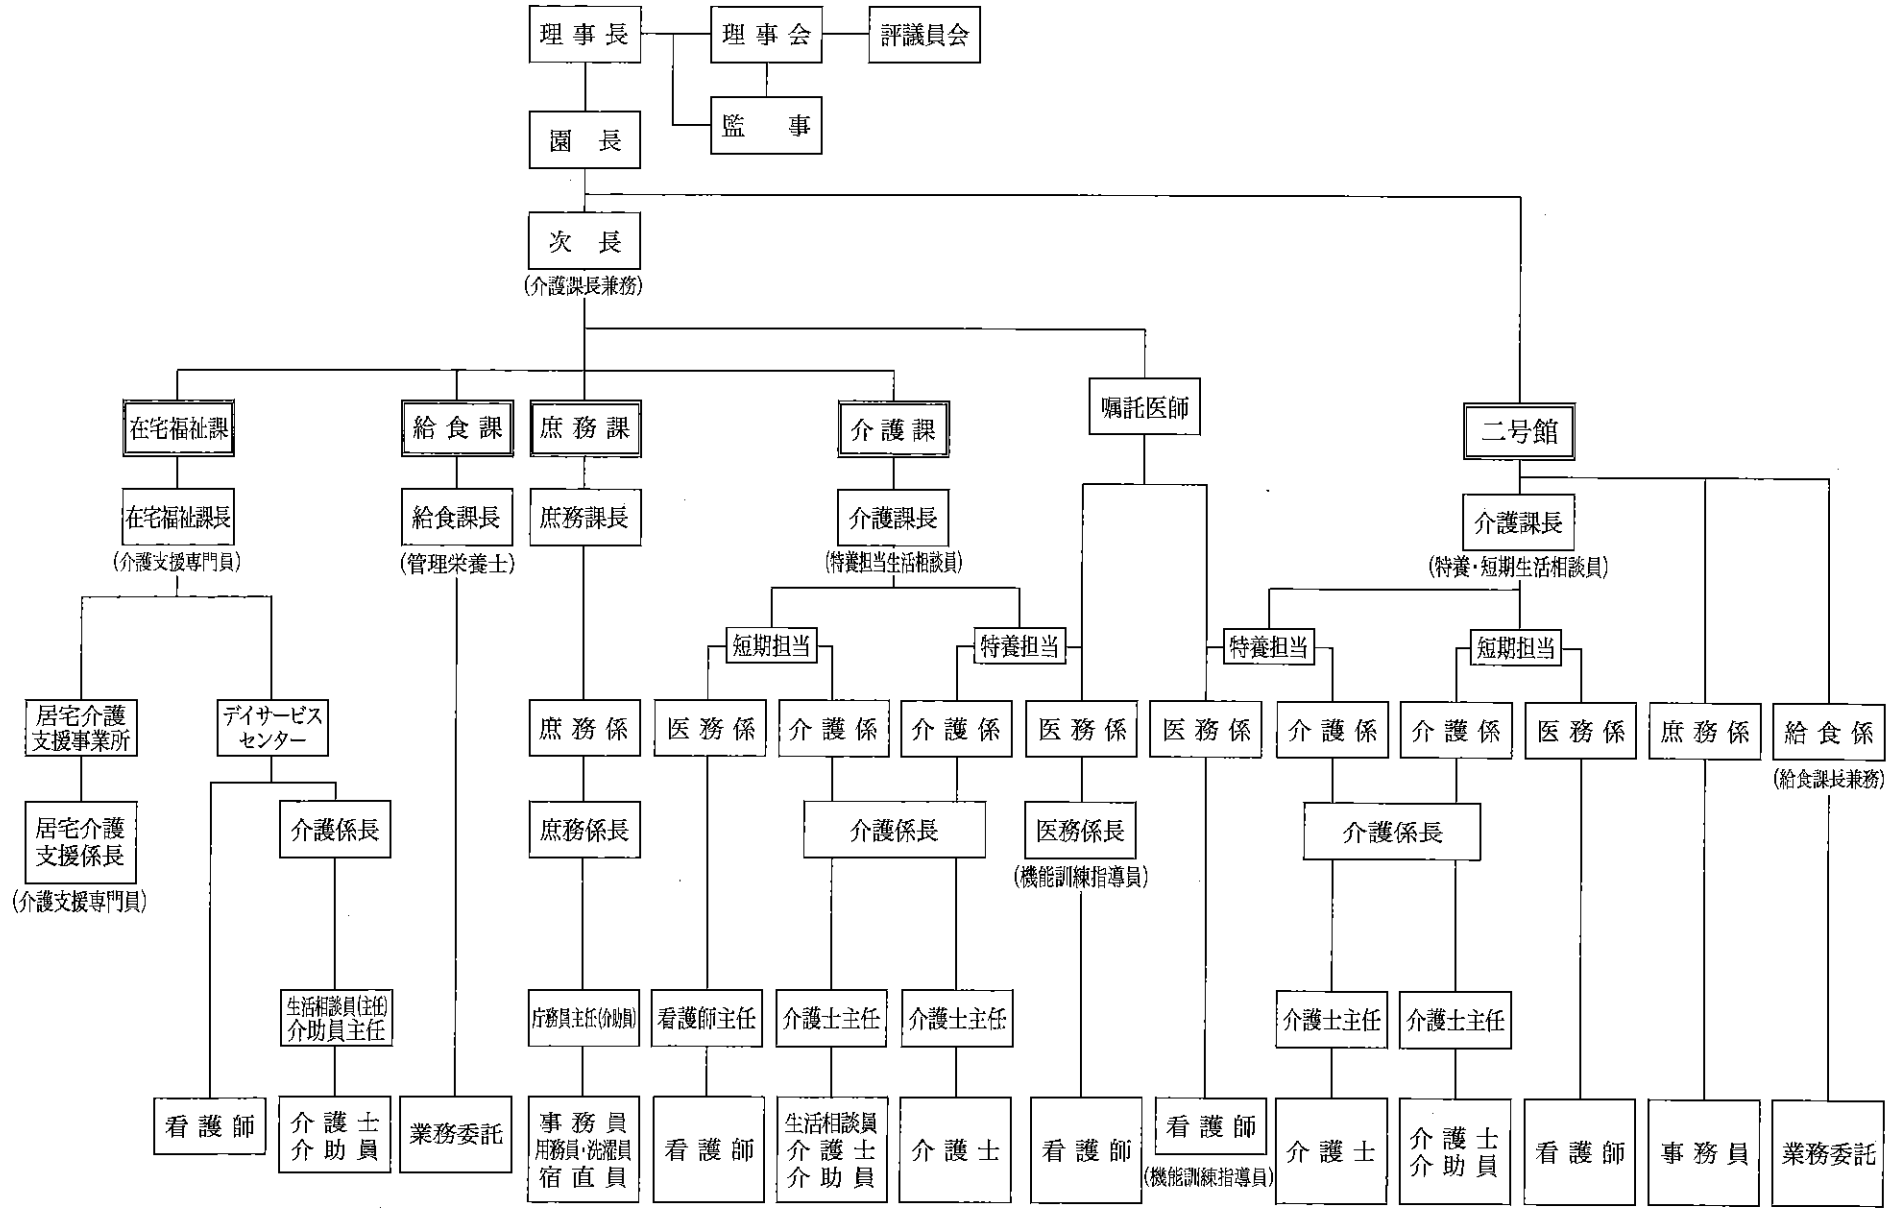 理事長
理事会
評議員会
監　事
園　長
次　長
(介護課長兼務)
在宅福祉課
給食課
庶務課
介護課
嘱託医師
二号館
在宅福祉課長
(介護支援専門員)
給食課長
(管理栄養士)
庶務課長
介護課長
(特養担当生活相談員)
介護課長
(特養・短期生活相談員)
短期担当
特養担当
特養担当
短期担当
居宅介護
支援事業所
デイサービス
センター
庶務係
医務係
介護係
介護係
医務係
医務係
介護係
介護係
医務係
庶務係
給食係
(給食課長兼務)
居宅介護
支援係長
(介護支援専門員)
介護係長
庶務係長
介護係長
医務係長
(機能訓練指導員)
介護係長
生活相談員(主任)
介助員主任
庁務員主任(介助員)
看護師主任
介護士主任
介護士主任
介護士主任
介護士主任
看護師
介護士
介助員
業務委託
事務員
用務員・洗濯員
宿直員
看護師
生活相談員
介護士
介助員
介護士
看護師
看護師
(機能訓練指導員)
介護士
介護士
介助員
看護師
事務員
業務委託